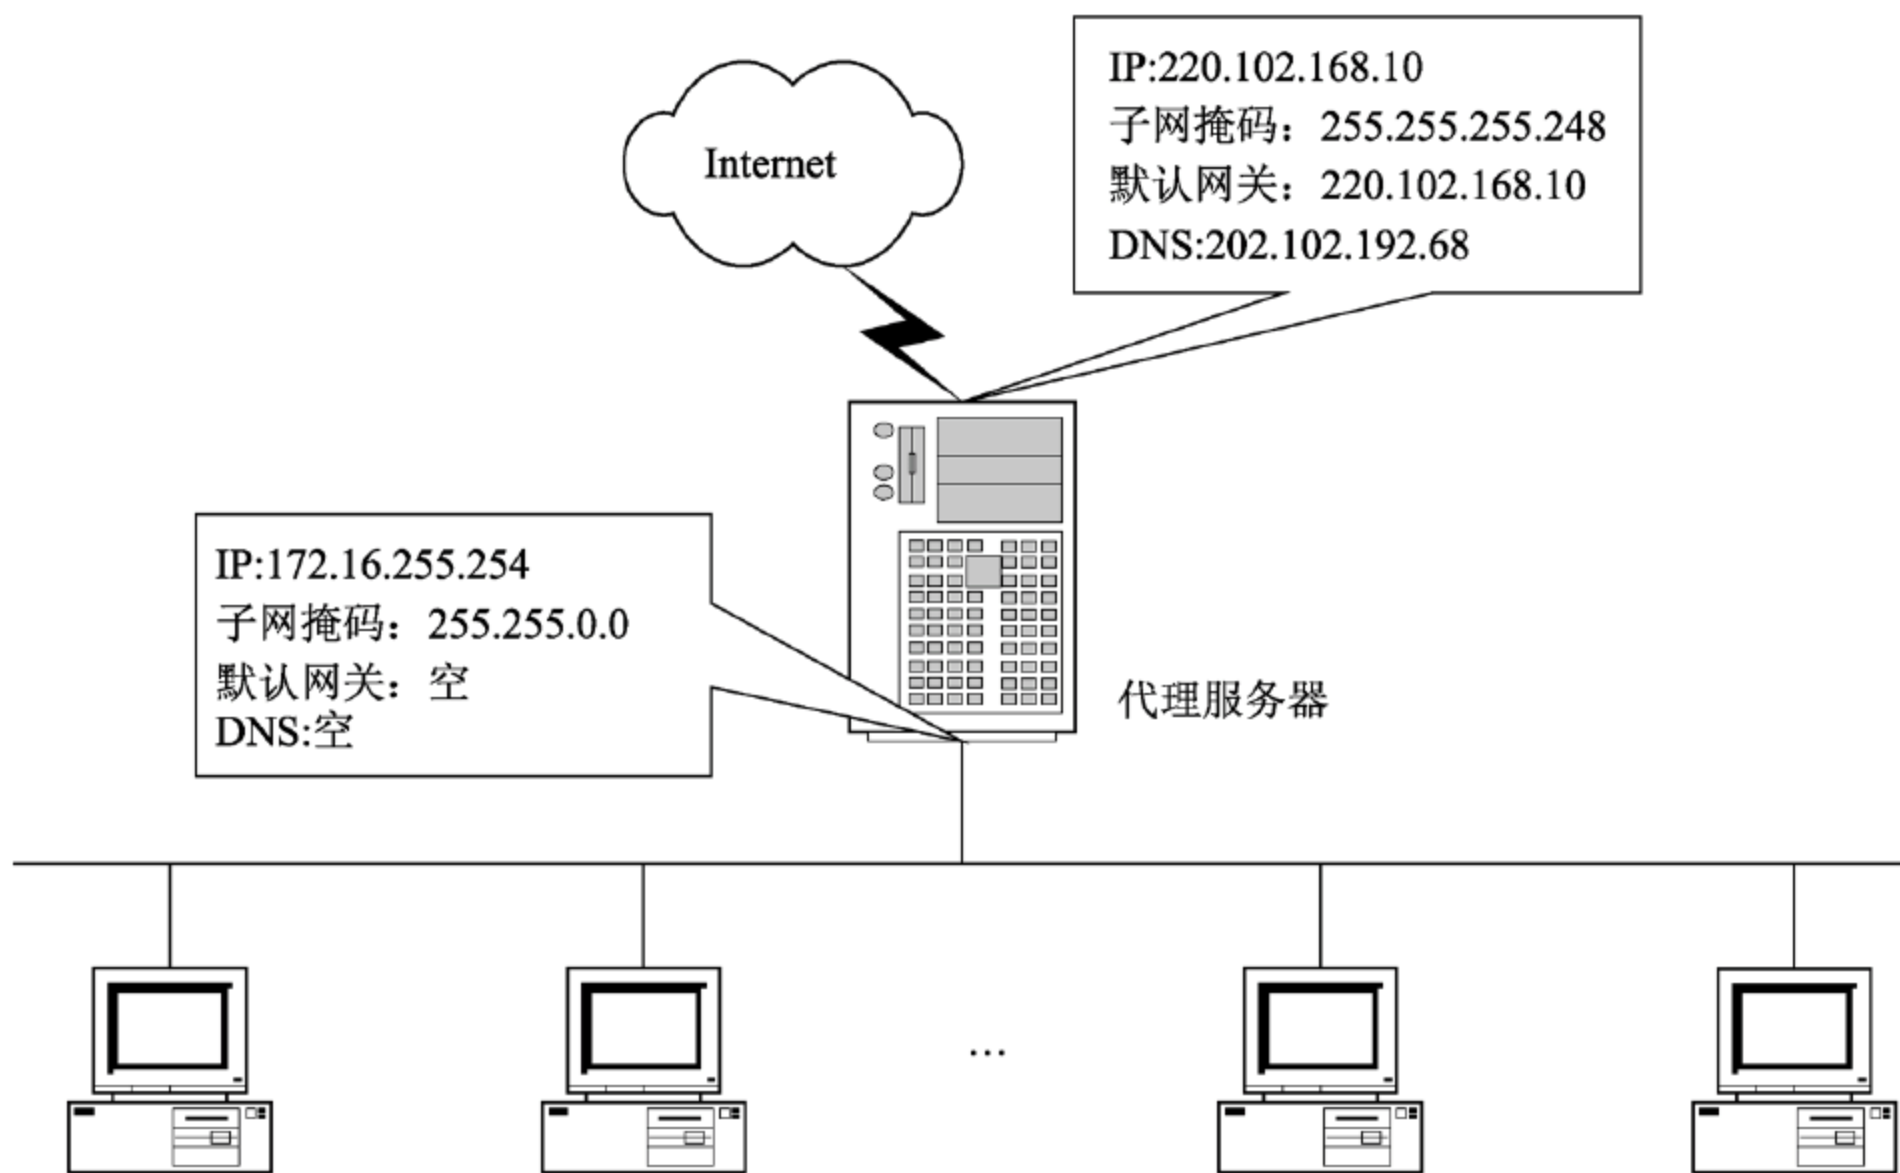 Internet
IP:220.102.168.10
子网掩码：255.255.255.248
默认网关：220.102.168.10
DNS:202.102.192.68
IP:172.16.255.254
子网掩码：255.255.0.0
默认网关：空
DNS:空
代理服务器
...